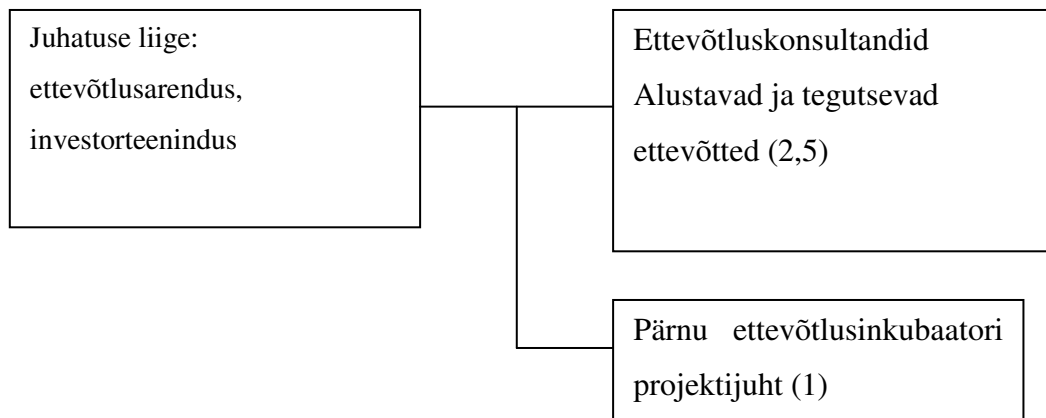 Juhatuse liige:
ettevõtlusarendus,
investorteenindus
Ettevõtluskonsultandid
Alustavad ja tegutsevad
ettevõtted (2,5)
Pärnu ettevõtlusinkubaatori
projektijuht (1)